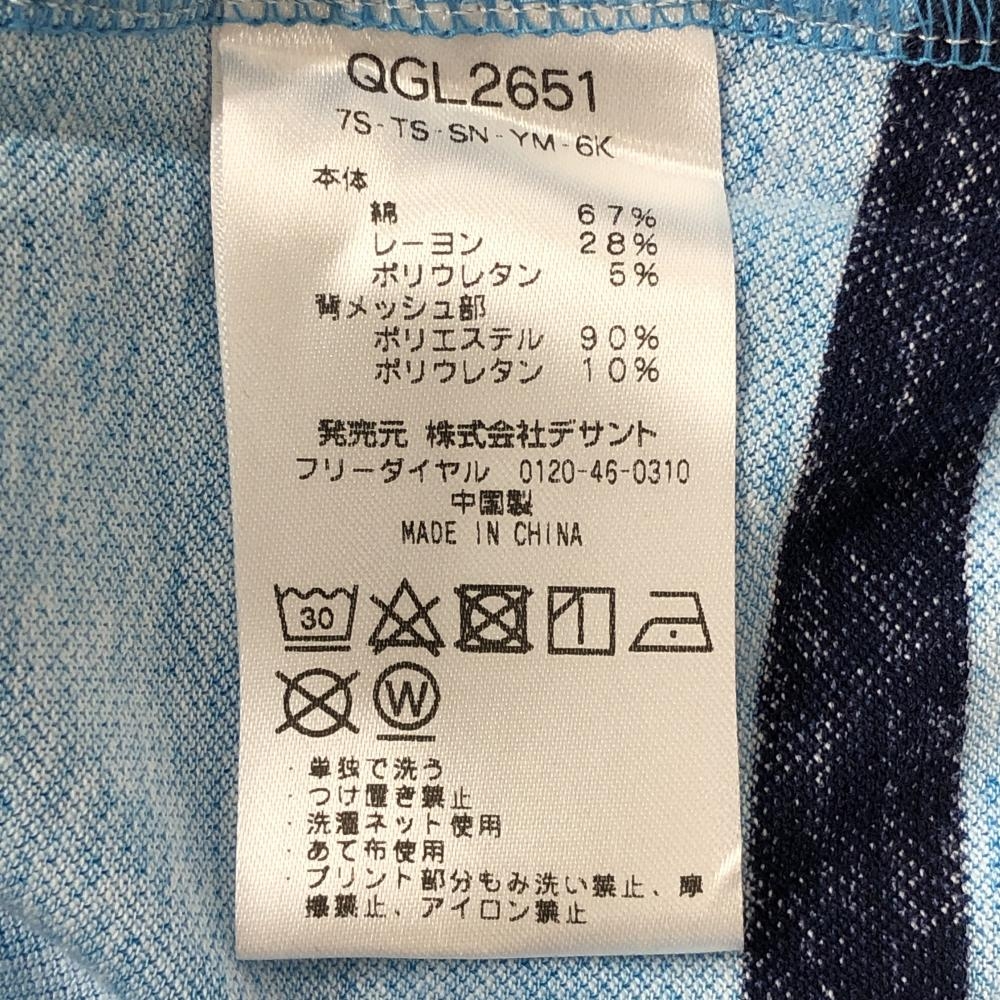 QGL2651
7S-TS-SN-YM-6K
本体
綿 67%
レーヨン 28%
ポリウレタン 5%
背メッシュ部
ポリエステル 90%
ポリウレタン 10%
発売元 株式会社デサント
フリーダイヤル 0120-46-0310
中国製
MADE IN CHINA
30
W
・単独で洗う
・つけ置き禁止
・洗濯ネット使用
・あて布使用
・プリント部分もみ洗い禁止、摩
擦禁止、アイロン禁止